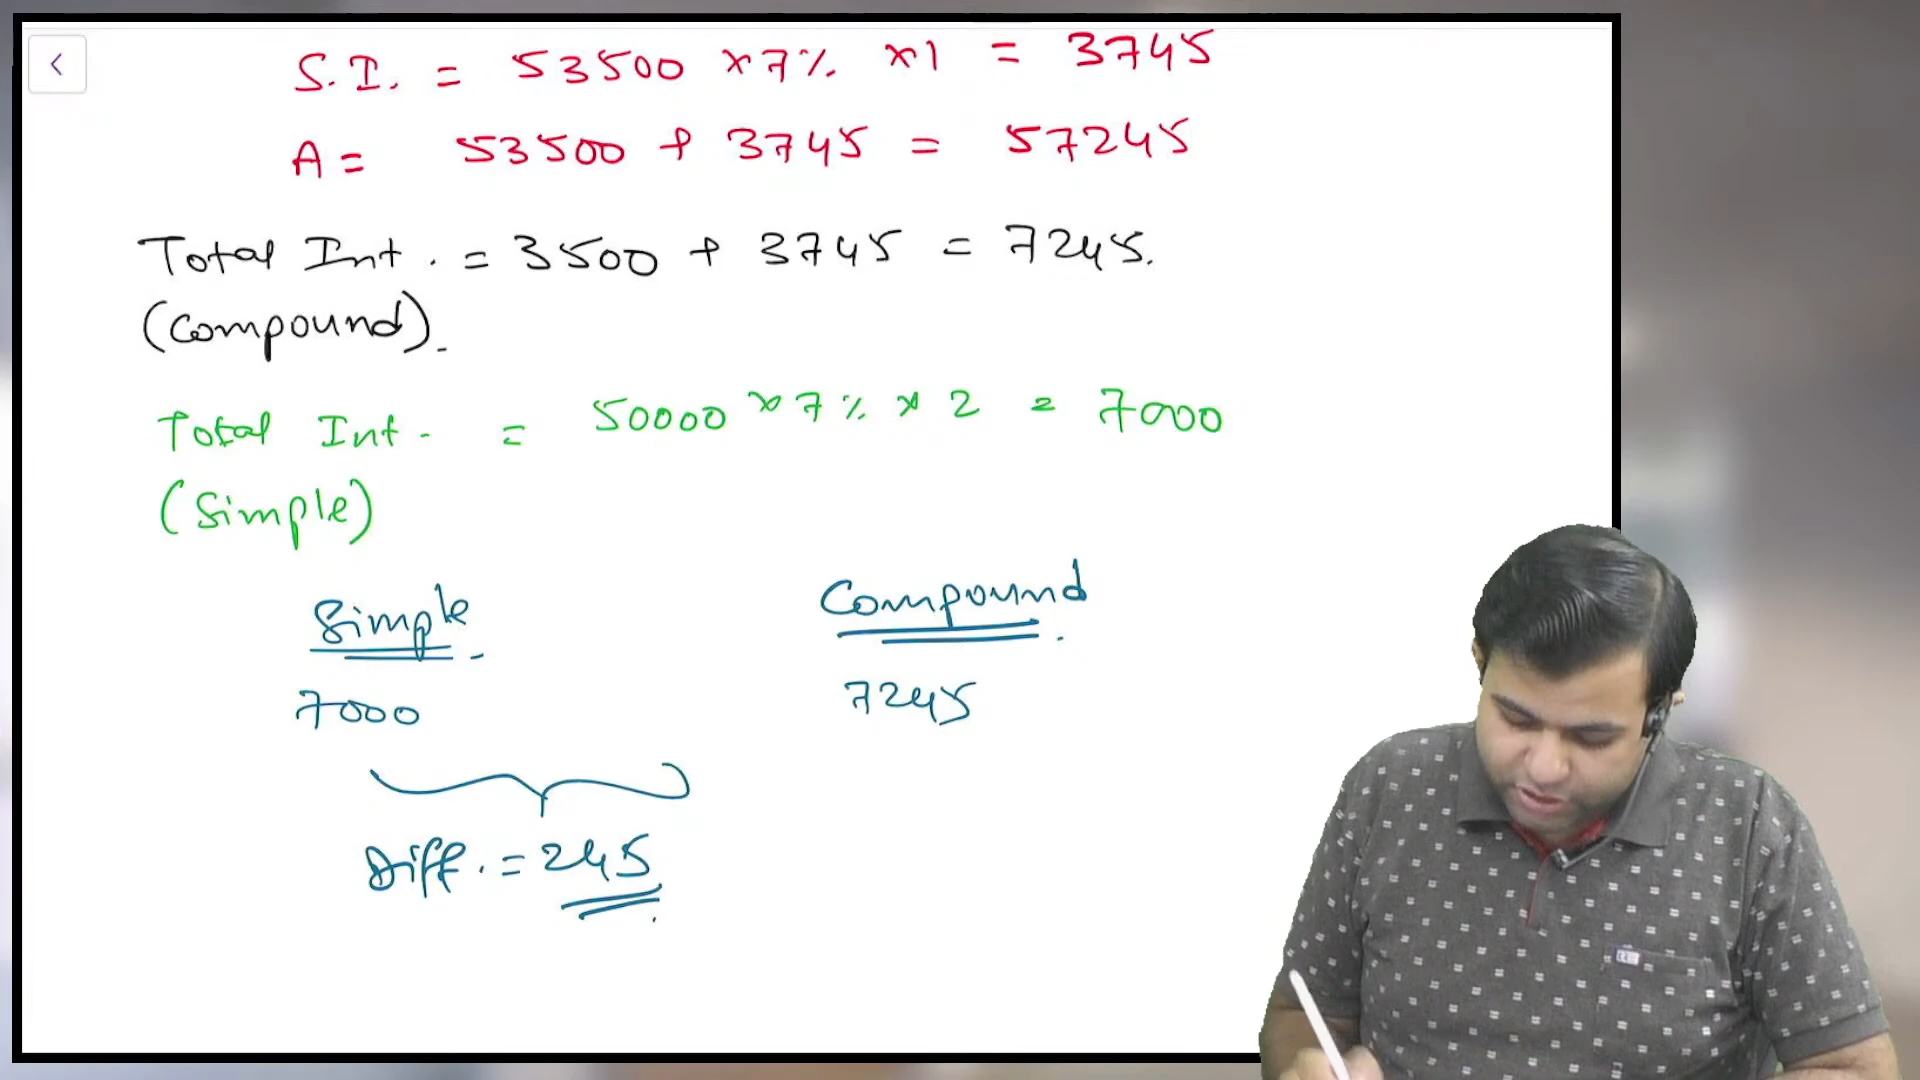 S.I. = 53500 × 7% × 1 = 3745
A = 53500 + 3745 = 57245
Total Int. = 3500 + 3745 = 7245.
(Compound).
Total Int. = 50000 × 7% × 2 = 7000
(Simple)
Simple Compound
7000 7245
Diff. = 245